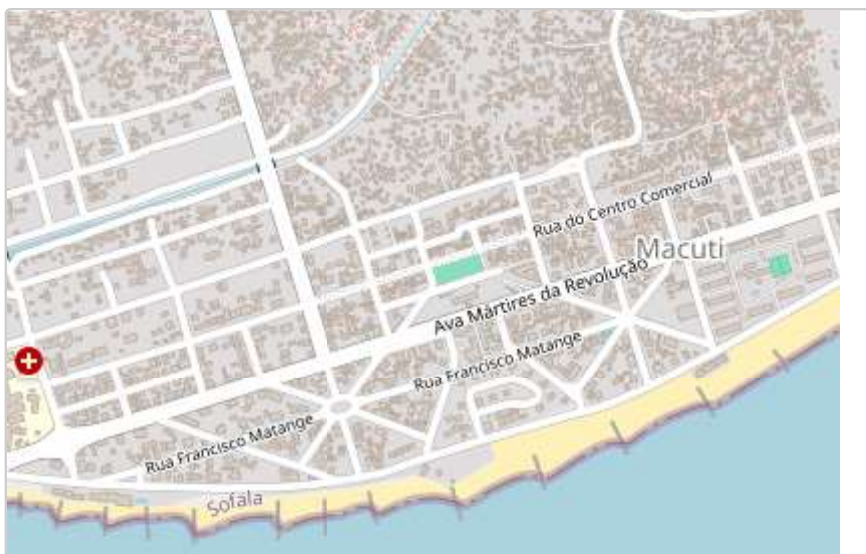 Rua do Centro Comercial
Macuti
Ava Mártires da Revolução
Rua Francisco Matange
Rua Francisco Matange
Sofala